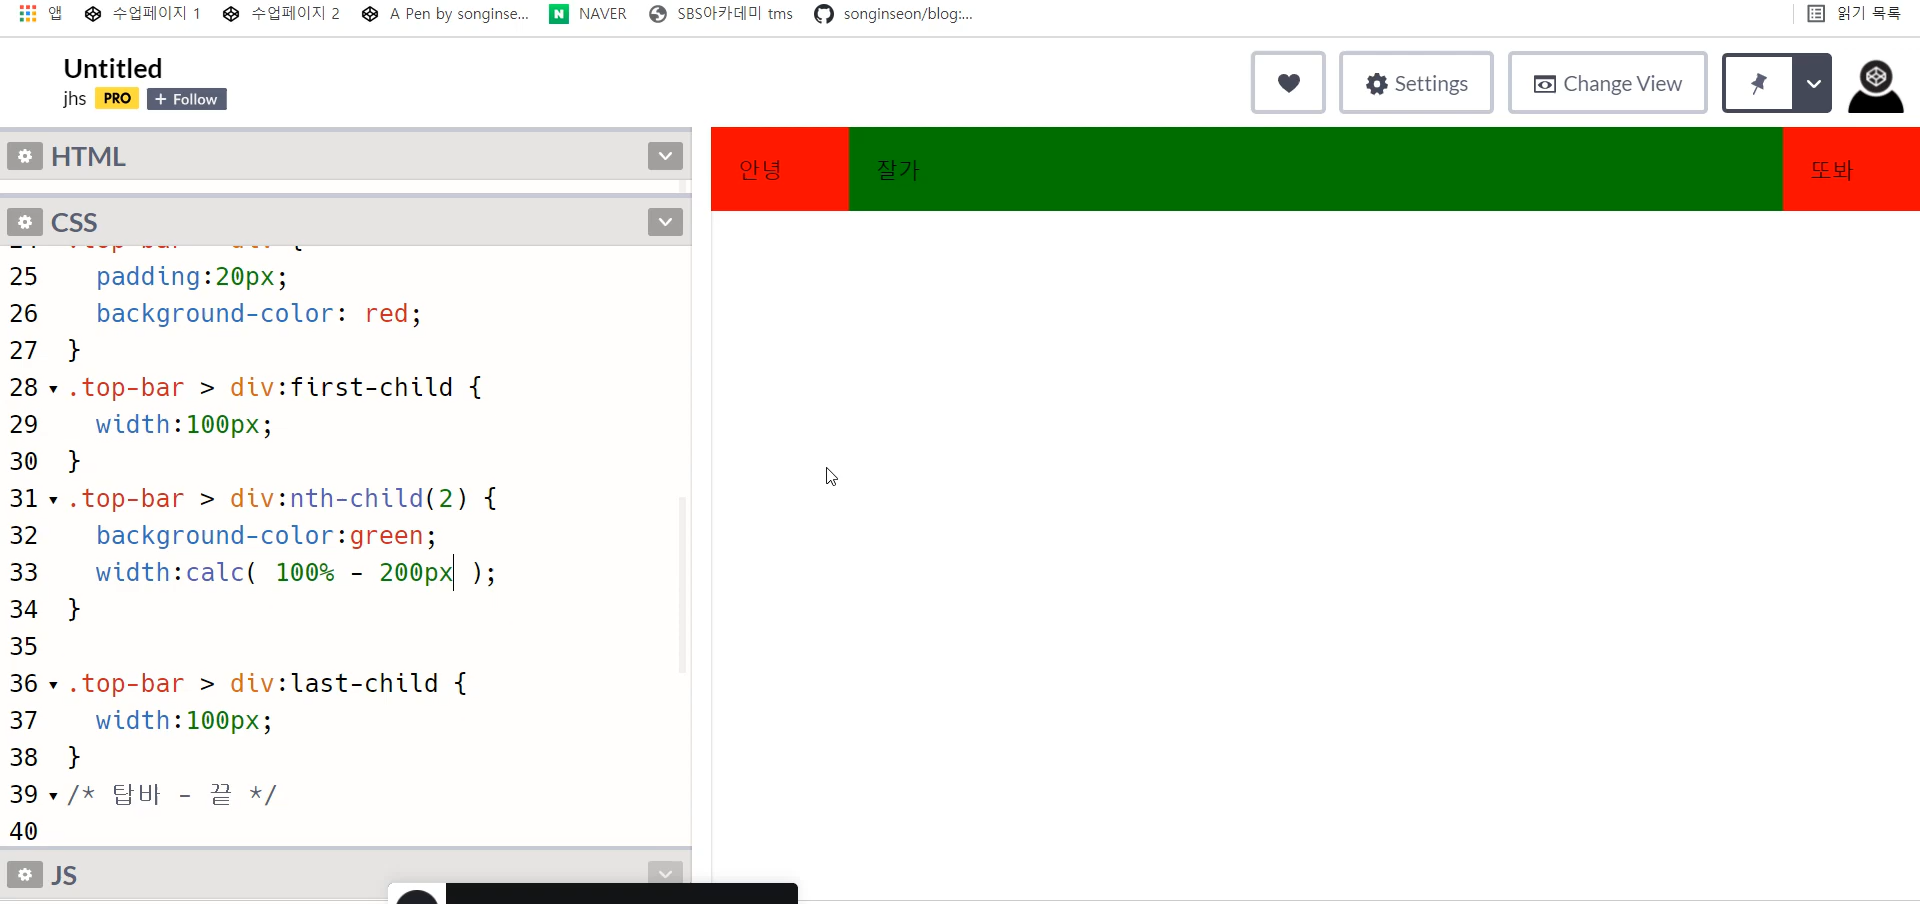 앱 수업페이지 1 수업페이지 2 A Pen by songinse... NAVER SBS아카데미 tms songinseon/blog:... 읽기 목록
Untitled
jhs PRO + Follow
Settings Change View
HTML
CSS
25 padding:20px;
26 background-color: red;
27 }
28 .top-bar > div:first-child {
29 width:100px;
30 }
31 .top-bar > div:nth-child(2) {
32 background-color:green;
33 width:calc( 100% - 200px );
34 }
35
36 .top-bar > div:last-child {
37 width:100px;
38 }
39 /* 탑바 - 끝 */
40
JS
안녕 잘가 또봐